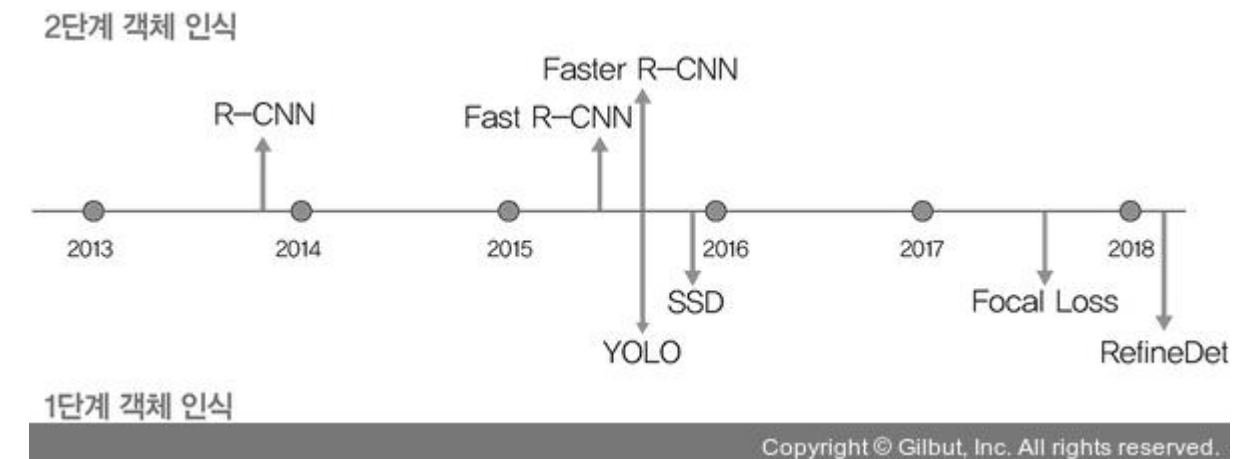 2단계 객체 인식
Faster R-CNN
R-CNN
Fast R-CNN
2013
2014
2015
2016
2017
2018
SSD
Focal Loss
YOLO
RefineDet
1단계 객체 인식
Copyright © Gilbut, Inc. All rights reserved.